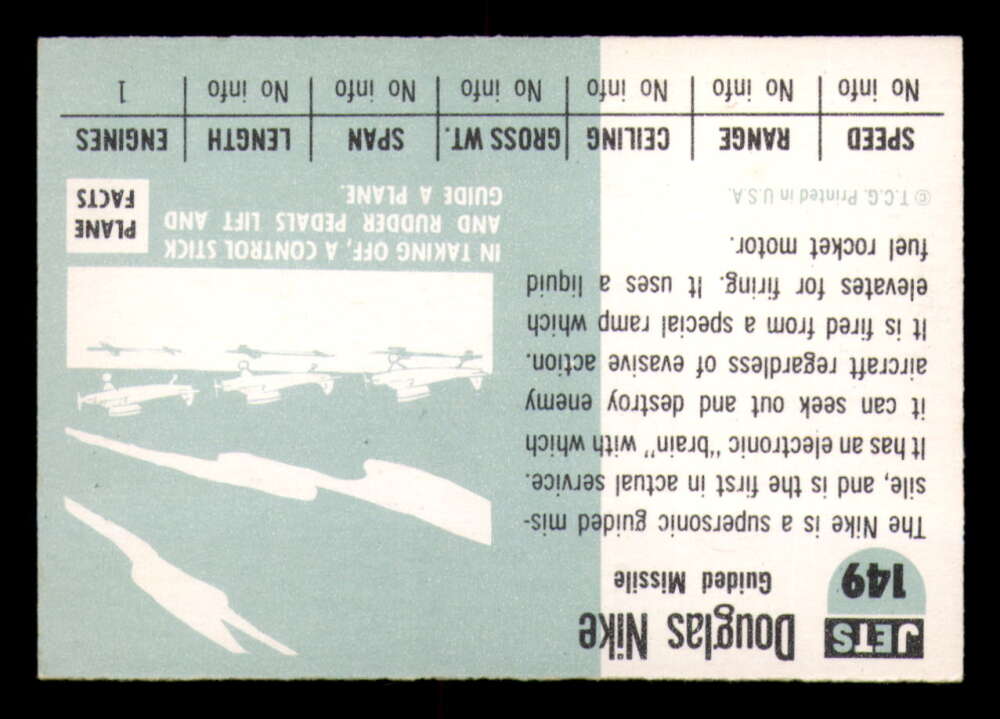 JETS
149
Douglas Nike
Guided Missile
The Nike is a supersonic guided mis-
sile, and is the first in actual service.
It has an electronic "brain" with which
it can seek out and destroy enemy
aircraft regardless of evasive action.
It is fired from a special ramp which
elevates for firing. It uses a liquid
fuel rocket motor.
© T.C.G. Printed in U.S.A.
IN TAKING OFF, A CONTROL STICK
AND RUDDER PEDALS LIFT AND
GUIDE A PLANE.
PLANE
FACTS
SPEED RANGE CEILING GROSS WT. SPAN LENGTH ENGINES
No info No info No info No info No info No info 1